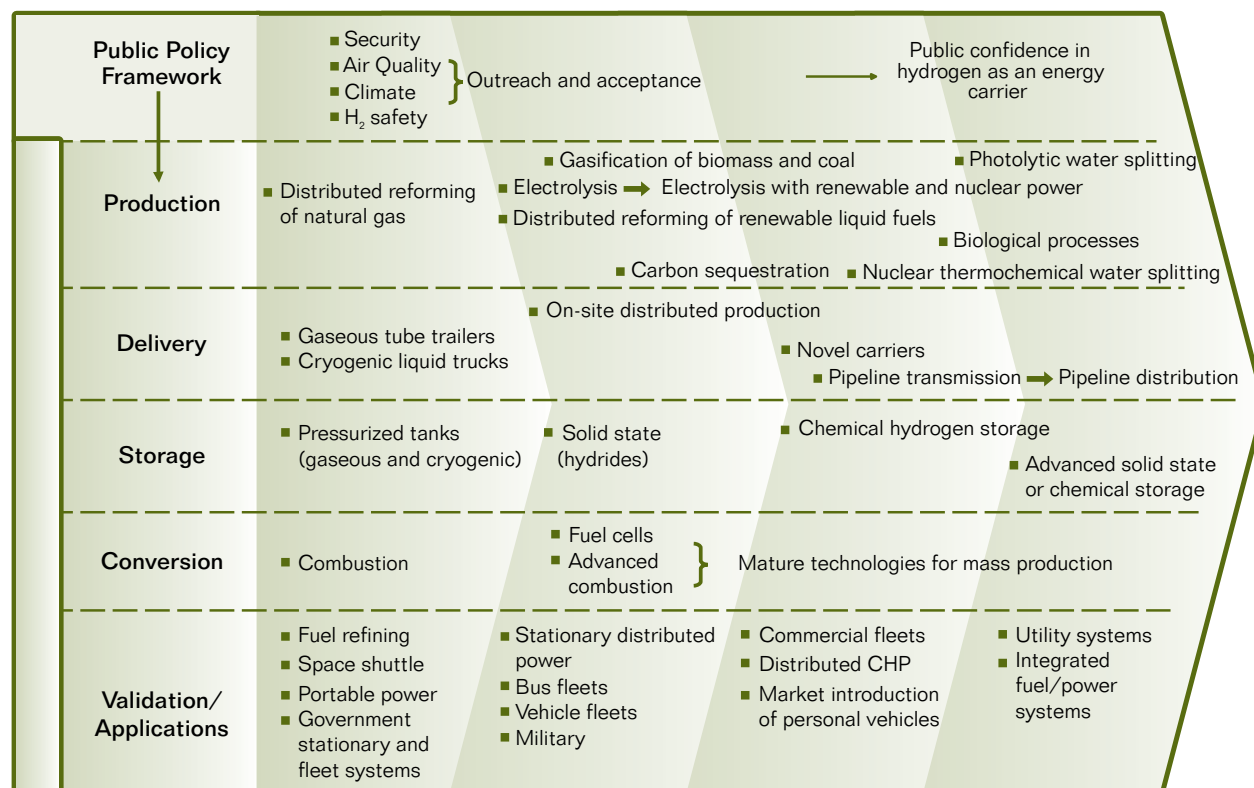 Public Policy
Framework
■ Security
■ Air Quality
■ Climate
■ H₂ safety
Outreach and acceptance
Public confidence in
hydrogen as an energy
carrier
Production
■ Distributed reforming
of natural gas
■ Gasification of biomass and coal
■ Photolytic water splitting
■ Electrolysis → Electrolysis with renewable and nuclear power
■ Distributed reforming of renewable liquid fuels
■ Biological processes
■ Carbon sequestration
■ Nuclear thermochemical water splitting
Delivery
■ Gaseous tube trailers
■ Cryogenic liquid trucks
■ On-site distributed production
■ Novel carriers
■ Pipeline transmission → Pipeline distribution
Storage
■ Pressurized tanks
(gaseous and cryogenic)
■ Solid state
(hydrides)
■ Chemical hydrogen storage
■ Advanced solid state
or chemical storage
Conversion
■ Combustion
■ Fuel cells
■ Advanced
combustion
Mature technologies for mass production
Validation/
Applications
■ Fuel refining
■ Space shuttle
■ Portable power
■ Government
stationary and
fleet systems
■ Stationary distributed
power
■ Bus fleets
■ Vehicle fleets
■ Military
■ Commercial fleets
■ Distributed CHP
■ Market introduction
of personal vehicles
■ Utility systems
■ Integrated
fuel/power
systems